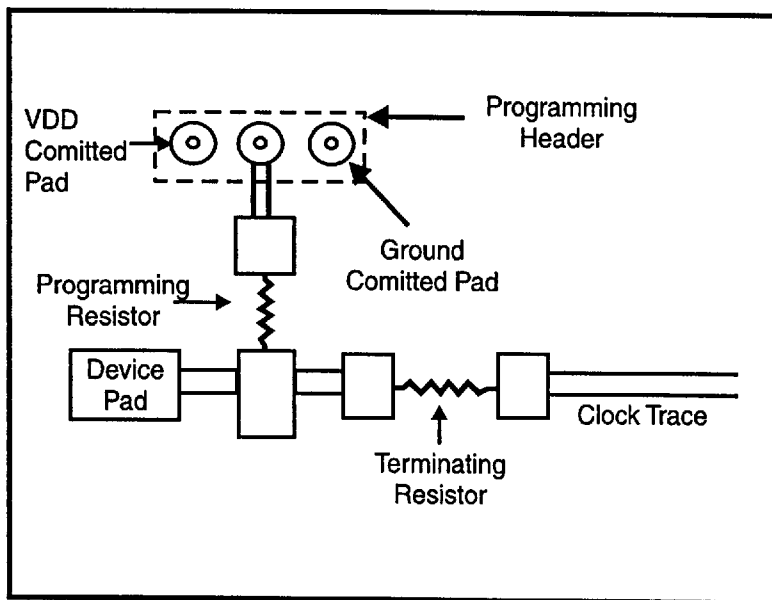 VDD
Comitted
Pad
Programming
Header
Ground
Comitted Pad
Programming
Resistor
Device
Pad
Clock Trace
Terminating
Resistor